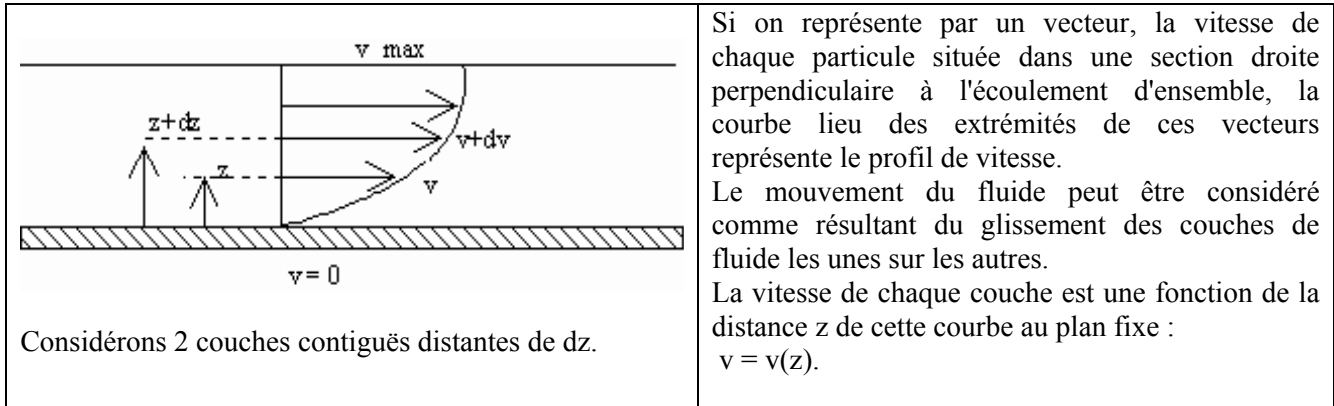 v max
z+dz
v+dv
z
v
v = 0
Considérons 2 couches contiguës distantes de dz.
Si on représente par un vecteur, la vitesse de
chaque particule située dans une section droite
perpendiculaire à l'écoulement d'ensemble, la
courbe lieu des extrémités de ces vecteurs
représente le profil de vitesse.
Le mouvement du fluide peut être considéré
comme résultant du glissement des couches de
fluide les unes sur les autres.
La vitesse de chaque couche est une fonction de la
distance z de cette courbe au plan fixe :
v = v(z).